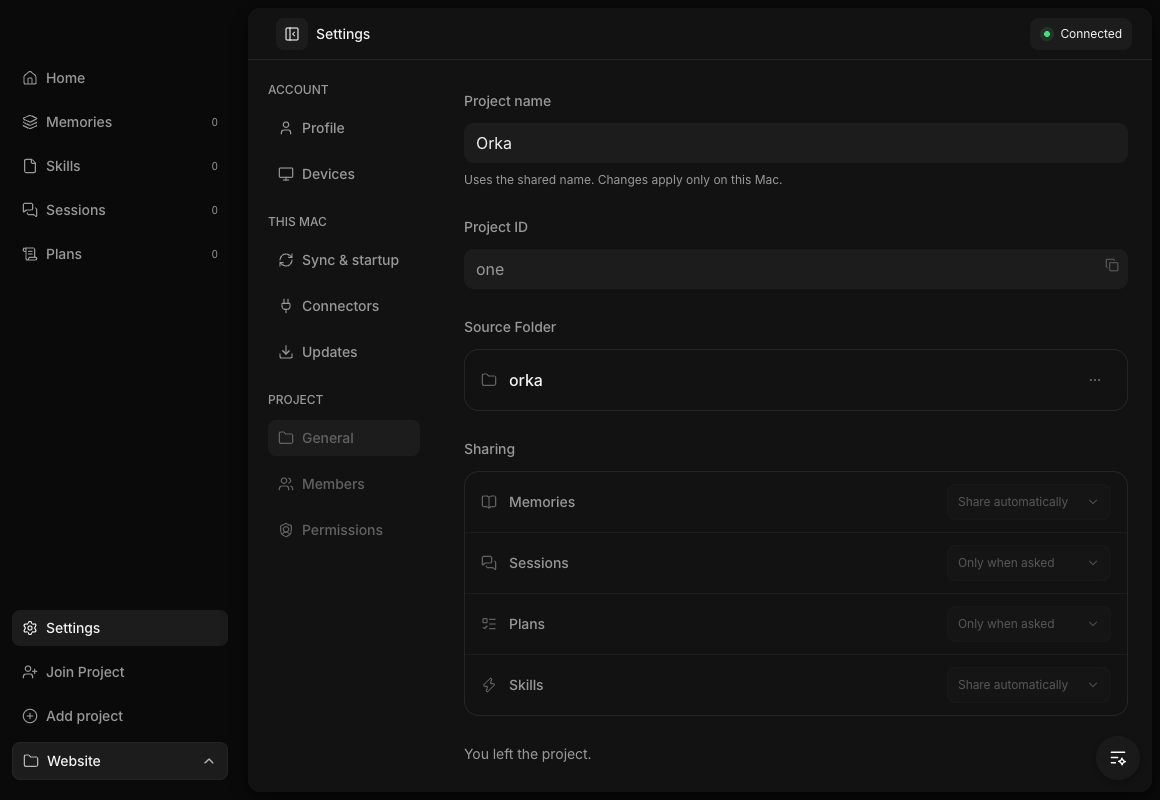 Home
Memories 0
Skills 0
Sessions 0
Plans 0
Settings
Join Project
Add project
Website
Settings
Connected
ACCOUNT
Profile
Devices
THIS MAC
Sync & startup
Connectors
Updates
PROJECT
General
Members
Permissions
Project name
Orka
Uses the shared name. Changes apply only on this Mac.
Project ID
one
Source Folder
orka
Sharing
Memories Share automatically
Sessions Only when asked
Plans Only when asked
Skills Share automatically
You left the project.